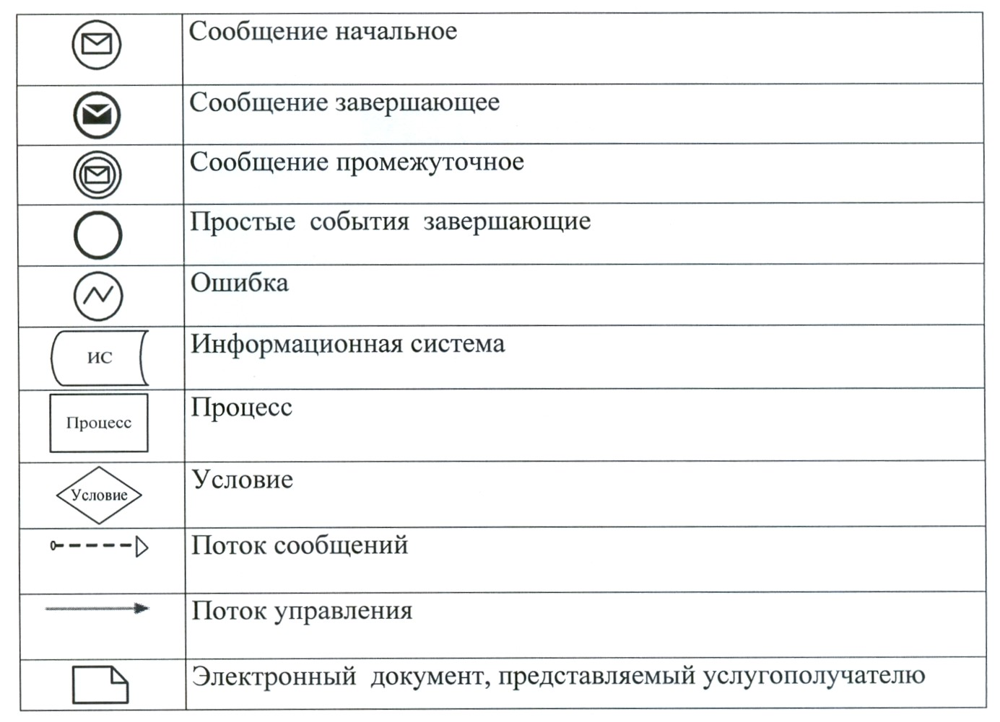 Сообщение начальное
Сообщение завершающее
Сообщение промежуточное
Простые события завершающие
Ошибка
ИС
Информационная система
Процесс
Процесс
Условие
Условие
Поток сообщений
Поток управления
Электронный документ, представляемый услугополучателю